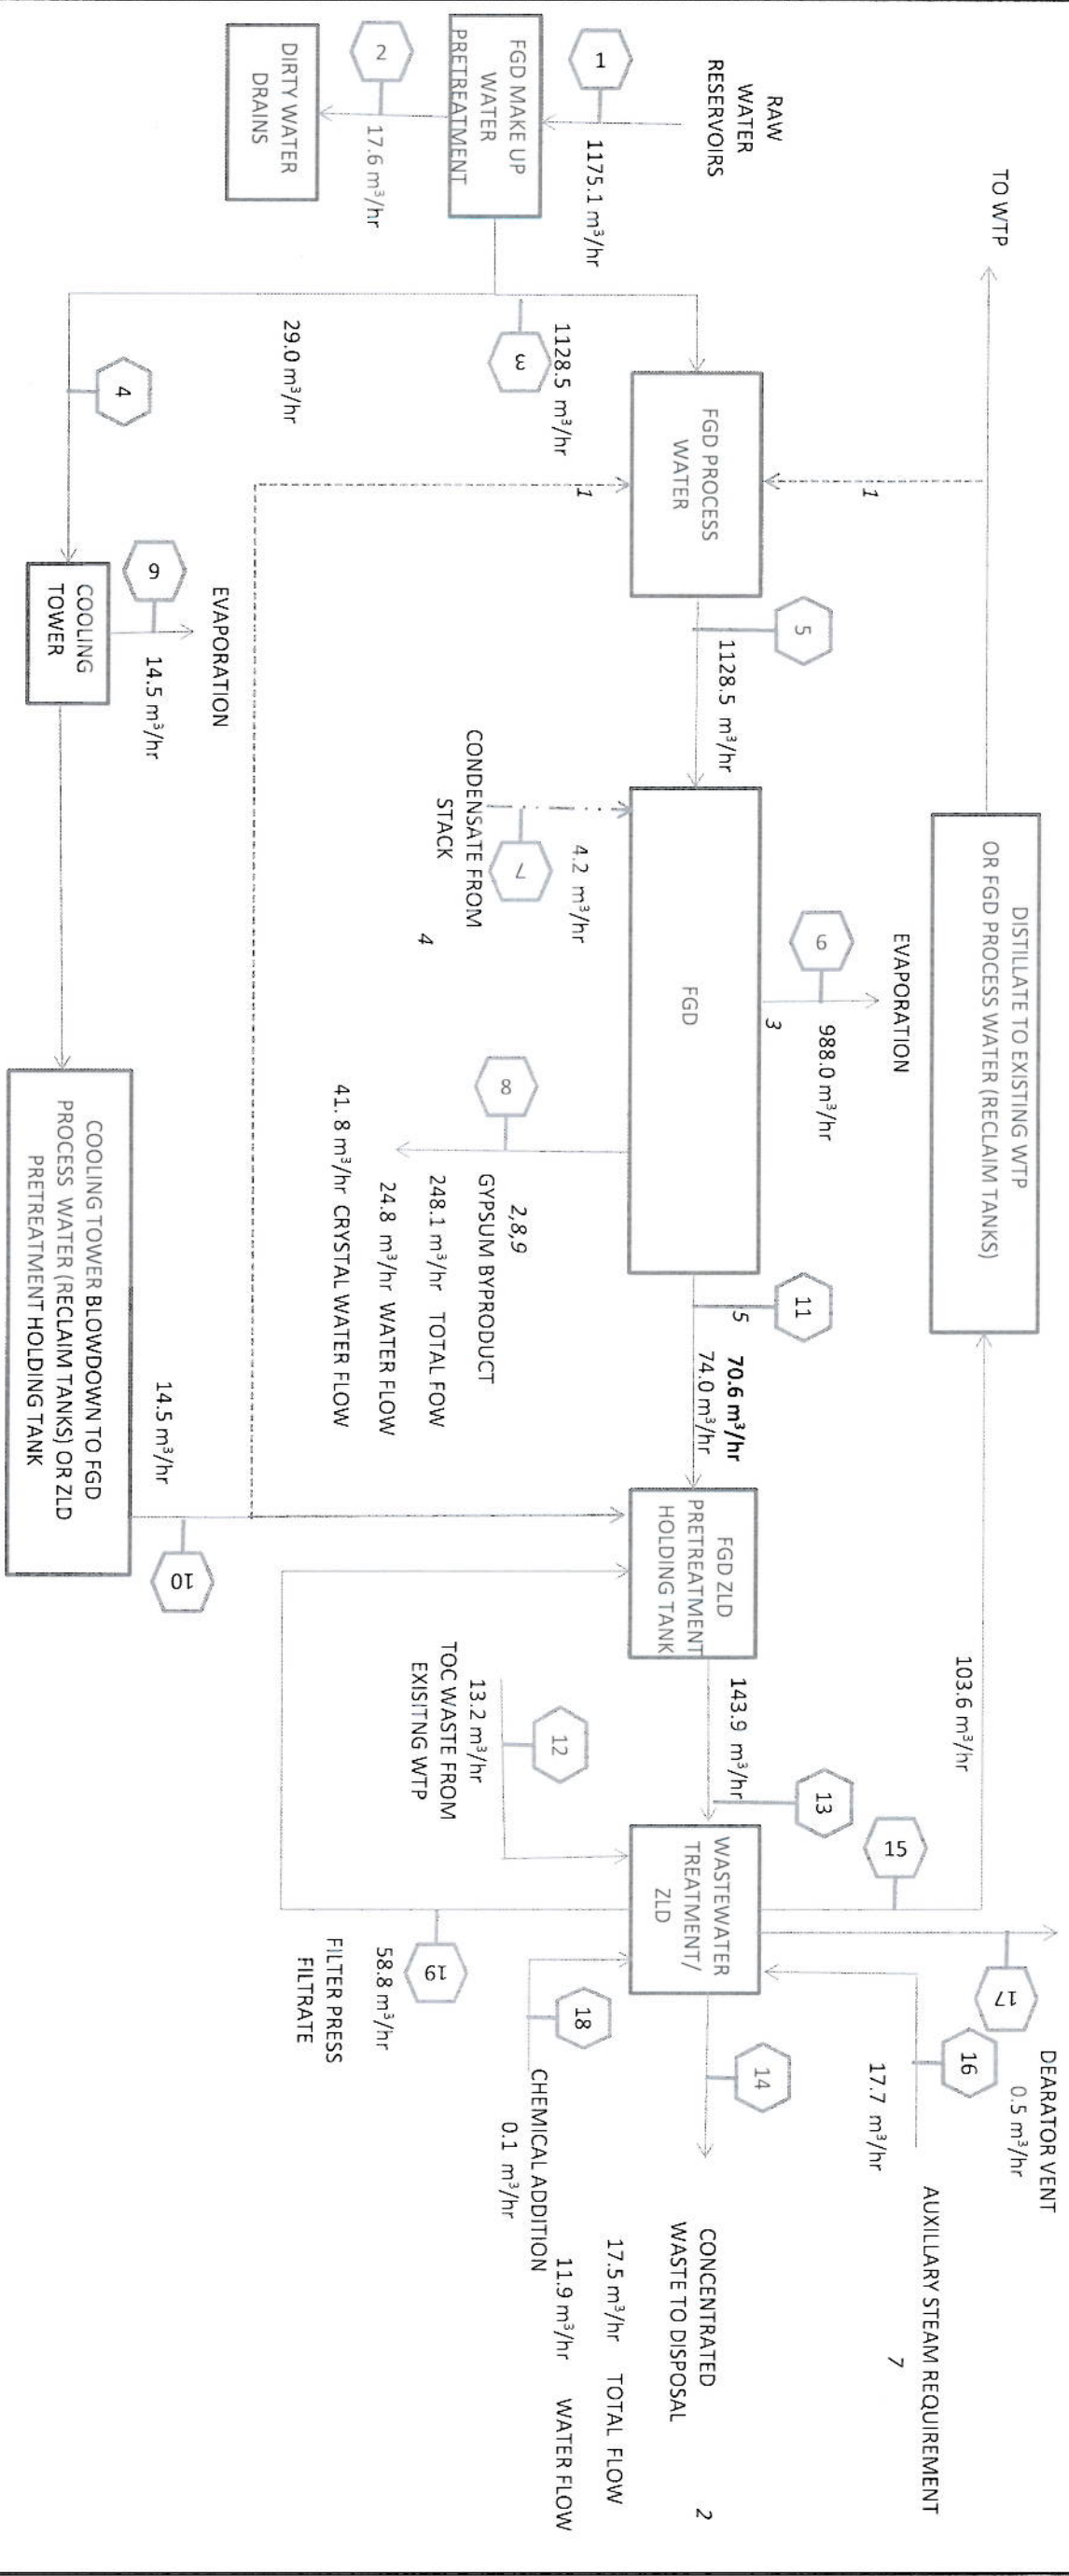 RAW
WATER
RESERVOIRS
1
1175.1 m³/hr
FGD MAKE UP
WATER
PRETREATMENT
2
17.6 m³/hr
DIRTY WATER
DRAINS
TO WTP
3
1128.5 m³/hr
29.0 m³/hr
4
FGD PROCESS
WATER
1
1
5
1128.5 m³/hr
COOLING
TOWER
9
EVAPORATION
14.5 m³/hr
CONDENSATE FROM
STACK
4
7
4.2 m³/hr
FGD
6
EVAPORATION
988.0 m³/hr
3
8
2,8,9
GYPSUM BYPRODUCT
248.1 m³/hr TOTAL FOW
24.8 m³/hr WATER FLOW
41. 8 m³/hr CRYSTAL WATER FLOW
DISTILLATE TO EXISTING WTP
OR FGD PROCESS WATER (RECLAIM TANKS)
COOLING TOWER BLOWDOWN TO FGD
PROCESS WATER (RECLAIM TANKS) OR ZLD
PRETREATMENT HOLDING TANK
14.5 m³/hr
10
11
5
70.6 m³/hr
74.0 m³/hr
FGD ZLD
PRETREATMENT
HOLDING TANK
143.9 m³/hr
13
12
13.2 m³/hr
TOC WASTE FROM
EXISITNG WTP
103.6 m³/hr
15
WASTEWATER
TREATMENT/
ZLD
19
58.8 m³/hr
FILTER PRESS
FILTRATE
18
CHEMICAL ADDITION
0.1 m³/hr
17
DEARATOR VENT
0.5 m³/hr
16
17.7 m³/hr
AUXILLARY STEAM REQUIREMENT
7
14
CONCENTRATED
WASTE TO DISPOSAL
2
17.5 m³/hr TOTAL FLOW
11.9 m³/hr WATER FLOW